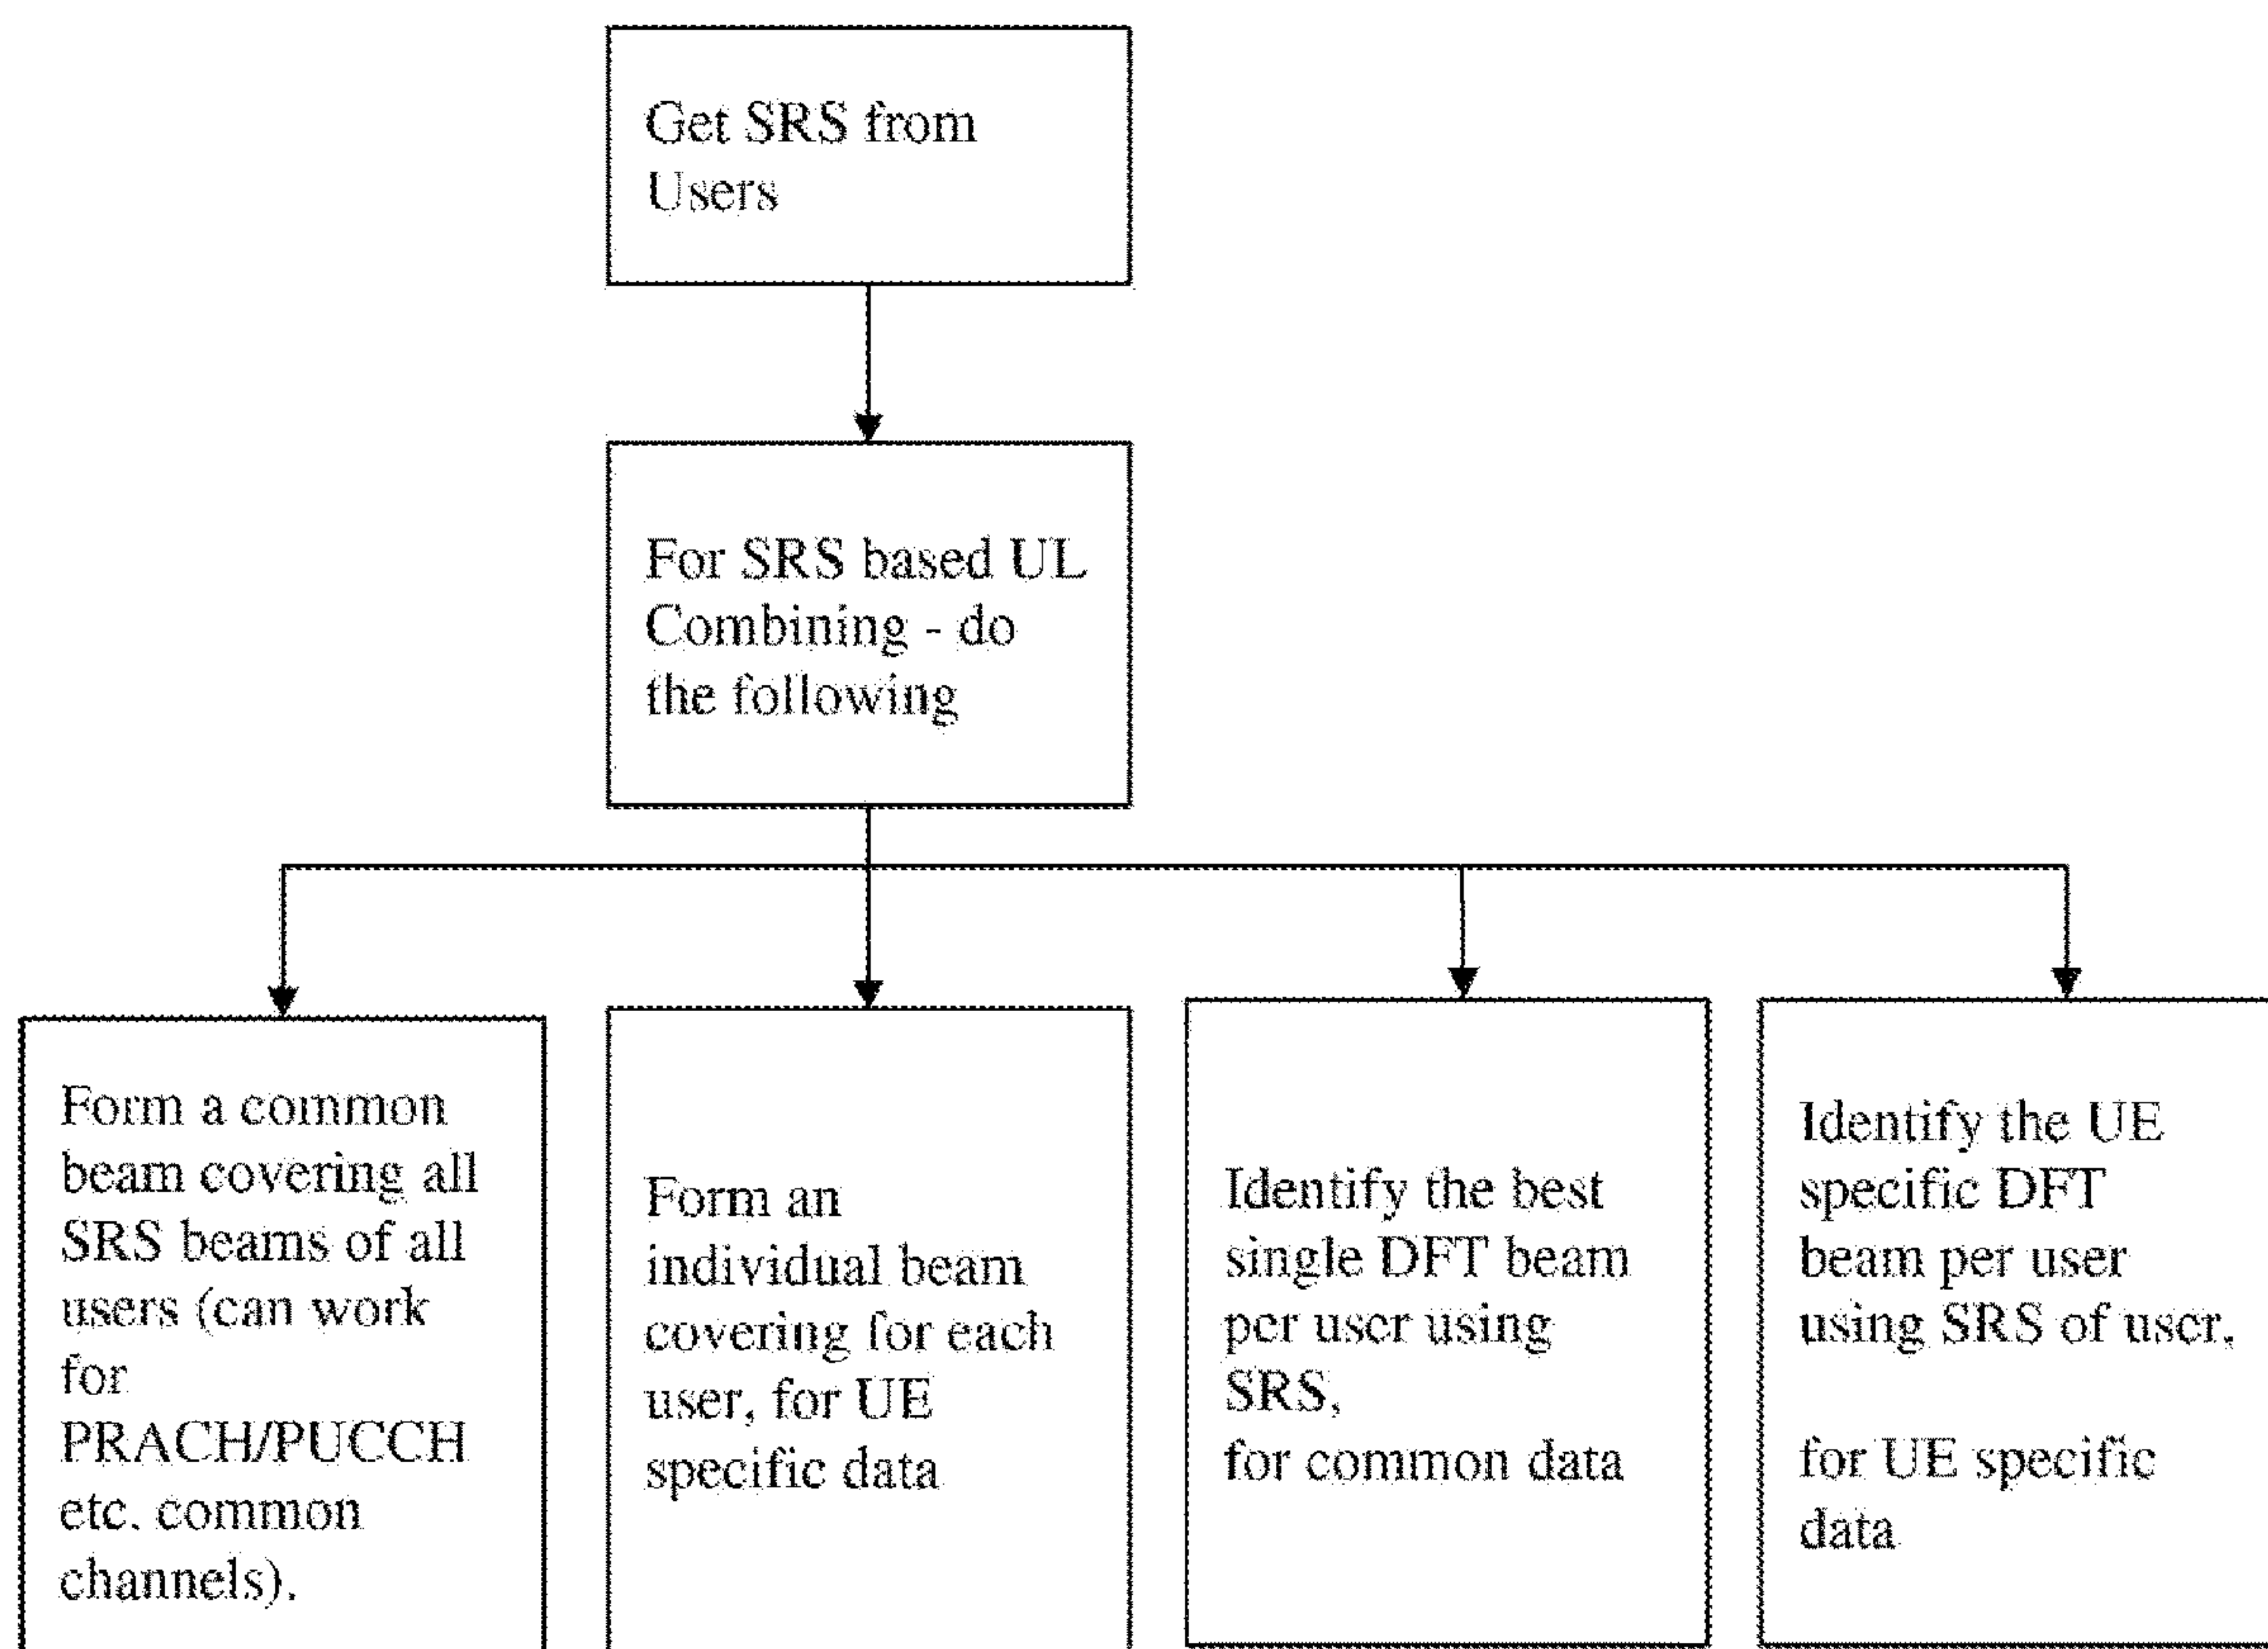 Get SRS from
Users
For SRS based UL
Combining - do
the following
Form a common
beam covering all
SRS beams of all
users (can work
for
PRACH/PUCCH
etc. common
channels).
Form an
individual beam
covering for each
user, for UE
specific data
Identify the best
single DFT beam
per user using
SRS,
for common data
Identify the UE
specific DFT
beam per user
using SRS of user,
for UE specific
data